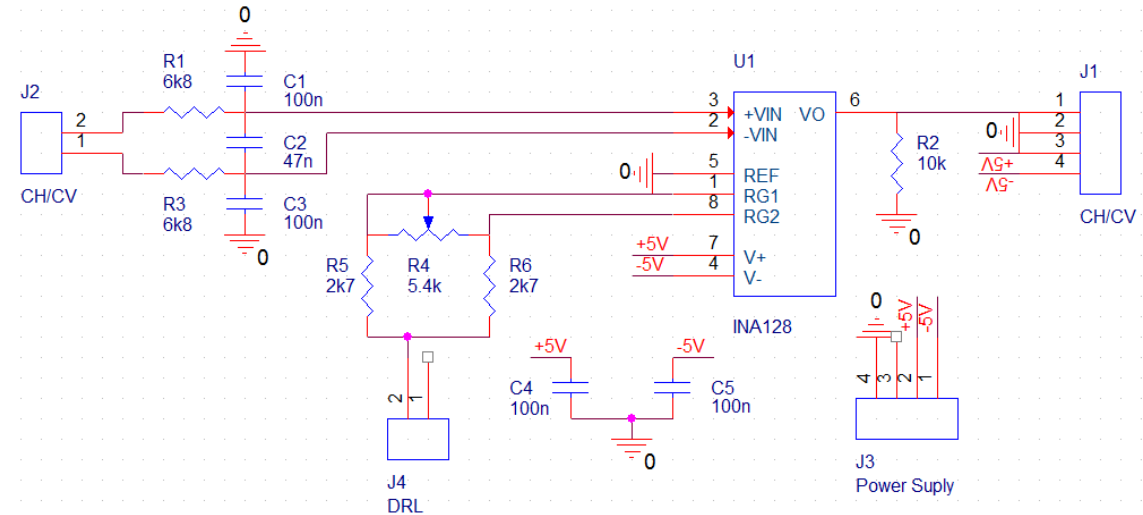 0
R1
6k8
C1
100n
J2
2
1
CH/CV
C2
47n
R3
6k8
C3
100n
0
U1
3
2
5
1
8
7
4
+VIN
-VIN
REF
RG1
RG2
V+
V-
VO
6
INA128
0
+5V
-5V
R2
10k
0
J1
1
2
3
4
0
+5V
-5V
CH/CV
R5
2k7
R4
5.4k
R6
2k7
2
1
J4
DRL
+5V
-5V
C4
100n
C5
100n
0
0
+5V
-5V
4
3
2
1
J3
Power Suply